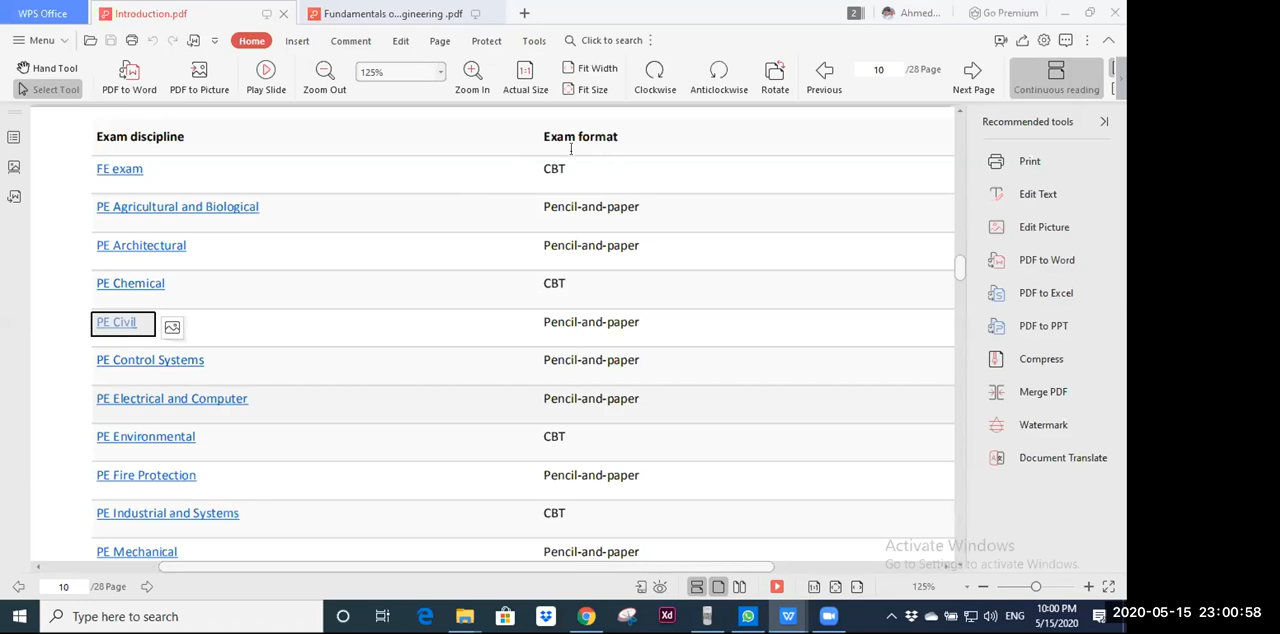 WPS Office
Introduction.pdf
Fundamentals o...gineering .pdf
2
Ahmed...
Go Premium
Menu
Home
Insert
Comment
Edit
Page
Protect
Tools
Click to search
Hand Tool
Select Tool
PDF to Word
PDF to Picture
Play Slide
Zoom Out
125%
Zoom In
Actual Size
Fit Width
Fit Size
Clockwise
Anticlockwise
Rotate
Previous
10
/28 Page
Next Page
Continuous reading
Exam discipline Exam format
FE exam CBT
PE Agricultural and Biological Pencil-and-paper
PE Architectural Pencil-and-paper
PE Chemical CBT
PE Civil Pencil-and-paper
PE Control Systems Pencil-and-paper
PE Electrical and Computer Pencil-and-paper
PE Environmental CBT
PE Fire Protection Pencil-and-paper
PE Industrial and Systems CBT
PE Mechanical Pencil-and-paper
Recommended tools
Print
Edit Text
Edit Picture
PDF to Word
PDF to Excel
PDF to PPT
Compress
Merge PDF
Watermark
Document Translate
Activate Windows
Go to Settings to activate Windows.
10
/28 Page
125%
Type here to search
ENG
10:00 PM
5/15/2020
2020-05-15 23:00:58